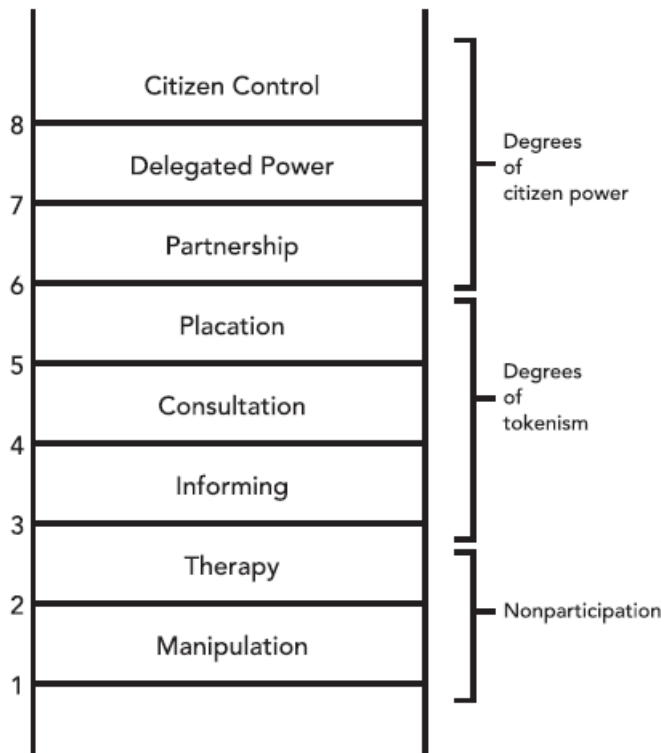 Citizen Control
8
Delegated Power
7
Partnership
6
Placation
5
Consultation
4
Informing
3
Therapy
2
Manipulation
1
Degrees
of
citizen power
Degrees
of
tokenism
Nonparticipation